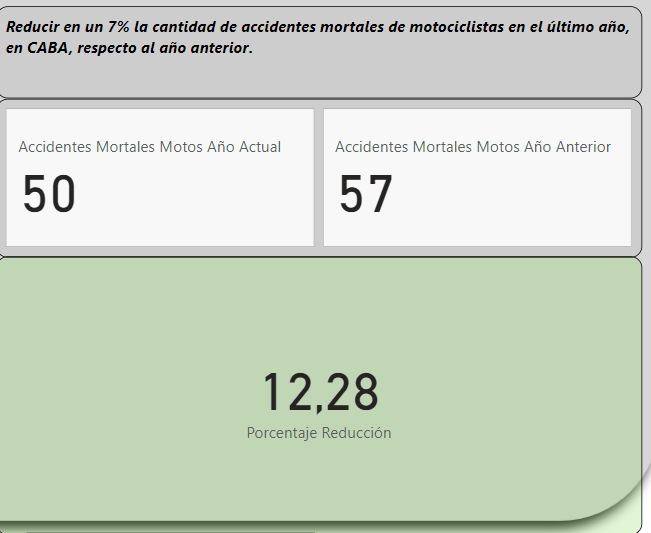 Reducir en un 7% la cantidad de accidentes mortales de motociclistas en el último año,
en CABA, respecto al año anterior.
Accidentes Mortales Motos Año Actual
50
Accidentes Mortales Motos Año Anterior
57
12,28
Porcentaje Reducción